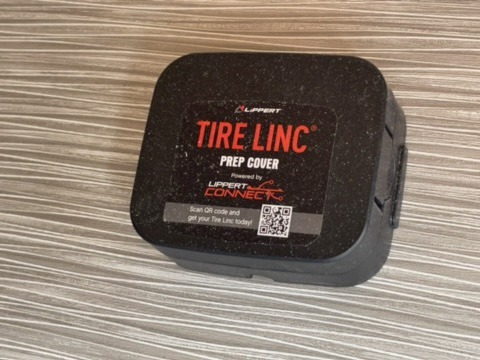 LiPPERT
TIRE LINC®
PREP COVER
Powered by
LIPPERT
CONNECT
Scan QR code and
get your Tire Linc today!